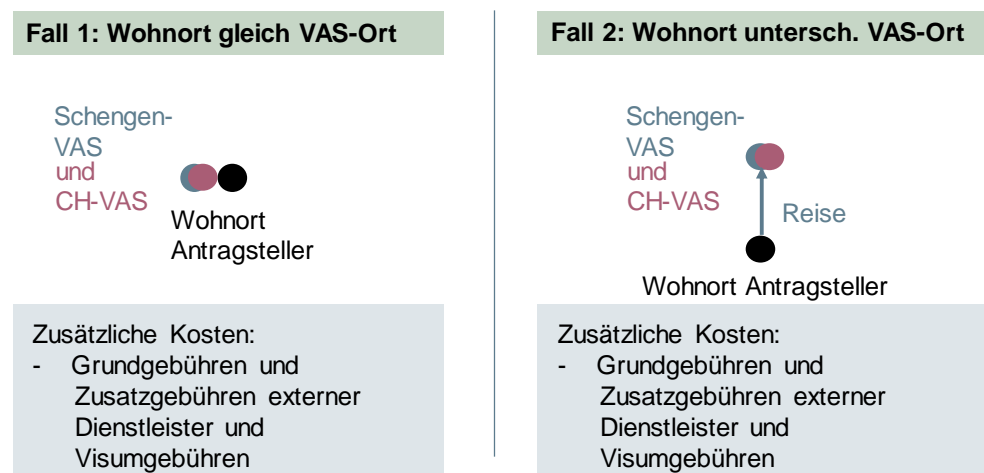 Fall 1: Wohnort gleich VAS-Ort
Schengen-
VAS
und
CH-VAS
Wohnort
Antragsteller
Zusätzliche Kosten:
- Grundgebühren und
Zusatzgebühren externer
Dienstleister und
Visumgebühren
Fall 2: Wohnort untersch. VAS-Ort
Schengen-
VAS
und
CH-VAS
Reise
Wohnort Antragsteller
Zusätzliche Kosten:
- Grundgebühren und
Zusatzgebühren externer
Dienstleister und
Visumgebühren